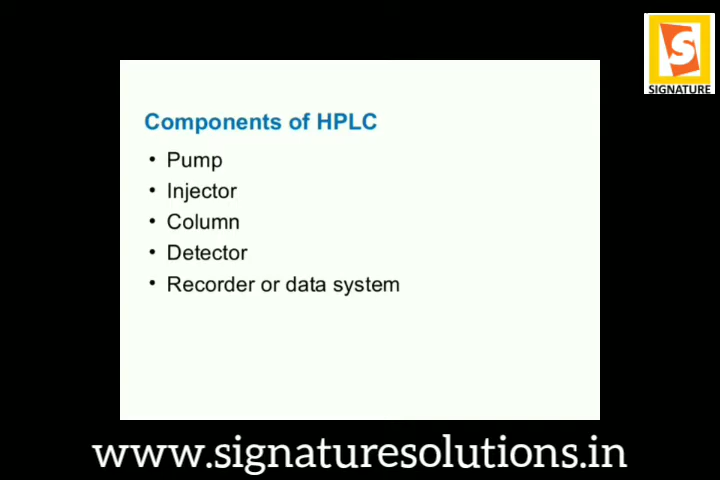 SIGNATURE
Components of HPLC
• Pump
• Injector
• Column
• Detector
• Recorder or data system
www.signaturesolutions.in